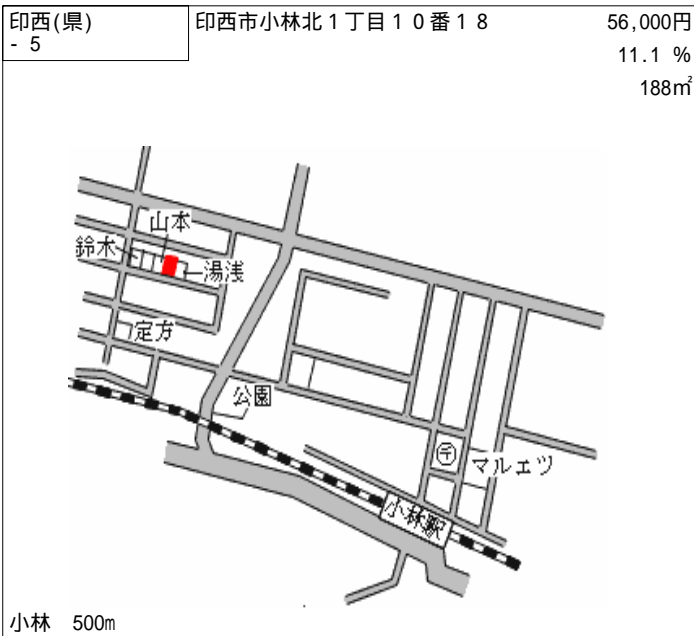 印西(県)
- 5
印西市小林北１丁目１０番１８
56,000円
11.1 %
188㎡
山本
鈴木
湯浅
定方
公園
〒
マルエツ
小林駅
小林 500m